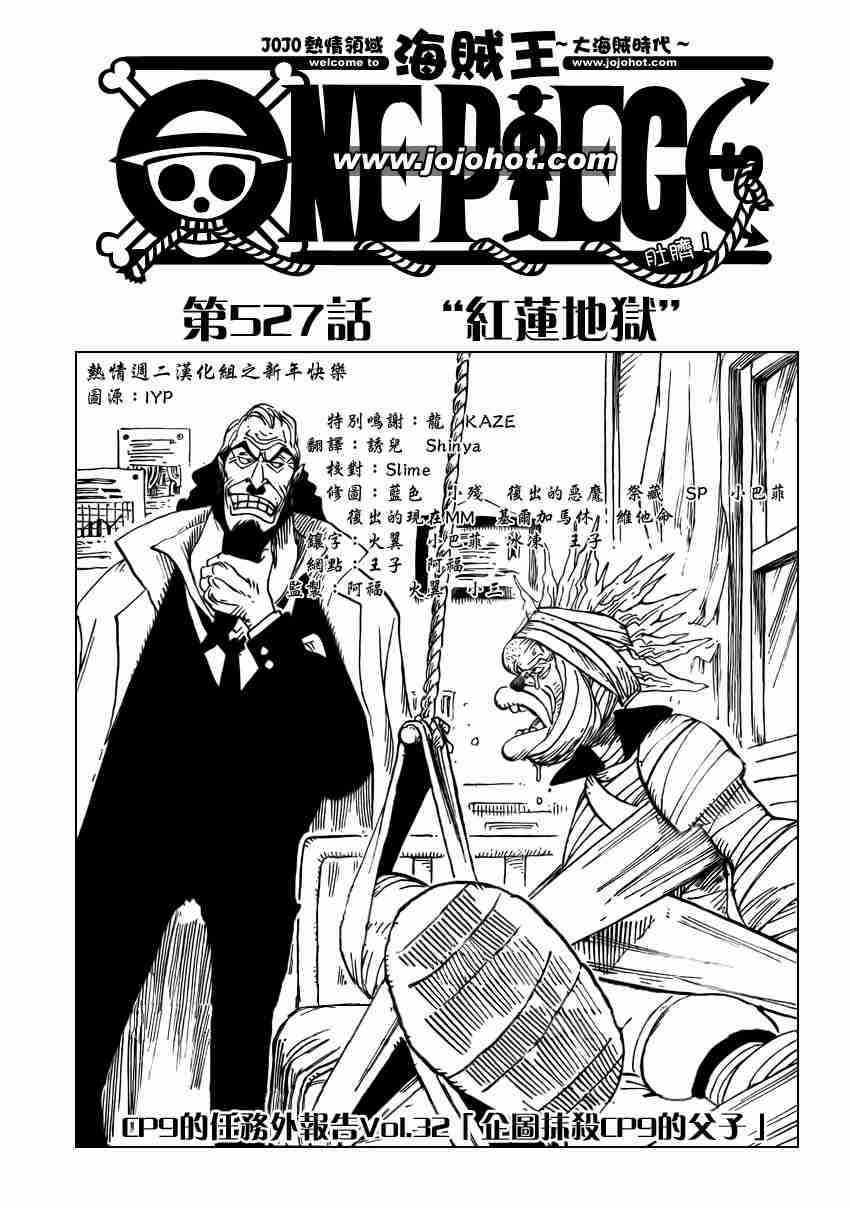 JOJO熱情領域 海賊王 ~大海賊時代~
welcome to www.jojohot.com
ONE PIECE
www.jojohot.com
肚臍！
第527話 “紅蓮地獄”
熱情週二漢化組之新年快樂
圖源：IYP
特別鳴謝：龍 KAZE
翻譯：誘兒 Shinya
校對：Slime
修圖：藍色 小殘 復出的惡魔 祭藏 SP 小巴菲
復出的現在MM 基爾加馬休 維他命
鑲字：火翼 小巴菲 冰凍 王子
網點：王子 阿福
監製：阿福 火翼 小三
CP9的任務外報告Vol.32「企圖抹殺CP9的父子」